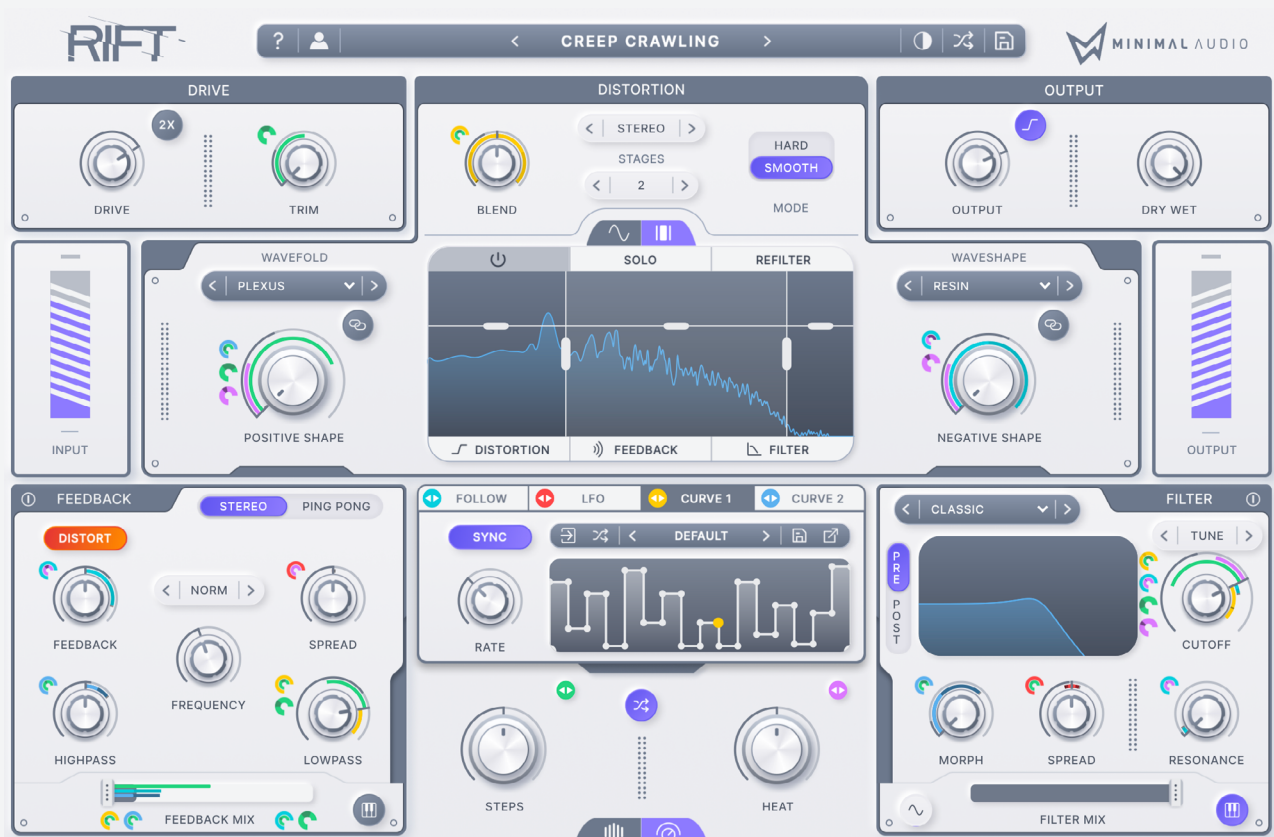 RIFT
?
CREEP CRAWLING
MINIMAL AUDIO
DRIVE
2X
DRIVE
TRIM
DISTORTION
BLEND
STEREO
STAGES
2
HARD
SMOOTH
MODE
OUTPUT
OUTPUT
DRY WET
INPUT
WAVEFOLD
PLEXUS
POSITIVE SHAPE
SOLO
REFILTER
DISTORTION
FEEDBACK
FILTER
WAVESHAPE
RESIN
NEGATIVE SHAPE
OUTPUT
FEEDBACK
STEREO
PING PONG
DISTORT
FEEDBACK
NORM
SPREAD
FREQUENCY
HIGHPASS
LOWPASS
FEEDBACK MIX
FOLLOW
LFO
CURVE 1
CURVE 2
SYNC
DEFAULT
RATE
STEPS
HEAT
CLASSIC
FILTER
TUNE
PRE
POST
CUTOFF
MORPH
SPREAD
RESONANCE
FILTER MIX